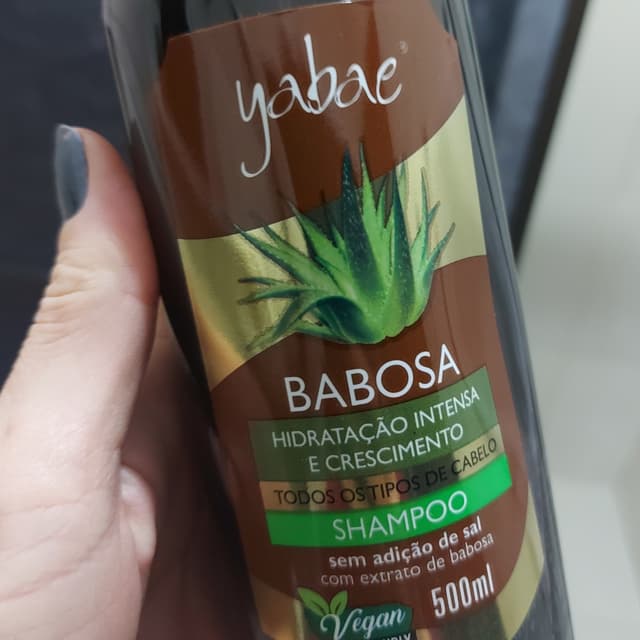 yabae
BABOSA
HIDRATAÇÃO INTENSA
E CRESCIMENTO
TODOS OS TIPOS DE CABELO
SHAMPOO
sem adição de sal
com extrato de babosa
500ml
Vegan